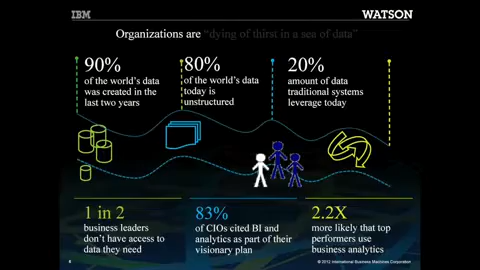 IBM
WATSON
Organizations are "dying of thirst in a sea of data"
90%
of the world's data
was created in the
last two years
80%
of the world's data
today is
unstructured
20%
amount of data
traditional systems
leverage today
1 in 2
business leaders
don't have access to
data they need
83%
of CIOs cited BI and
analytics as part of their
visionary plan
2.2X
more likely that top
performers use
business analytics
© 2012 International Business Machines Corporation